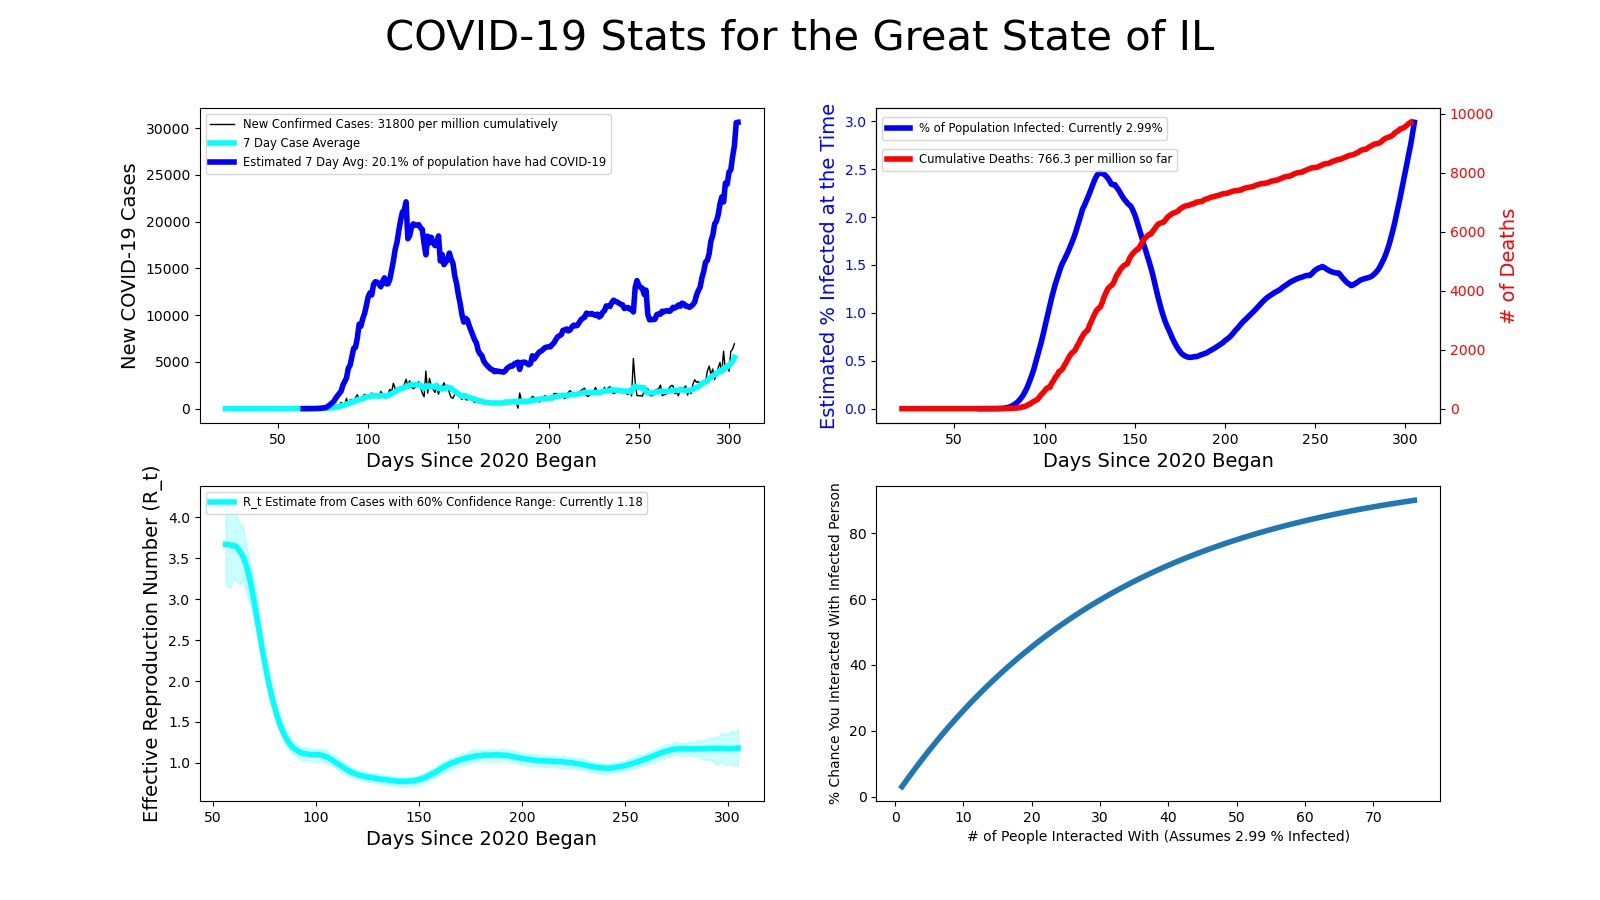 COVID-19 Stats for the Great State of IL
New COVID-19 Cases
30000
25000
20000
15000
10000
5000
0
New Confirmed Cases: 31800 per million cumulatively
7 Day Case Average
Estimated 7 Day Avg: 20.1% of population have had COVID-19
50 100 150 200 250 300
Days Since 2020 Began
Estimated % Infected at the Time
3.0
2.5
2.0
1.5
1.0
0.5
0.0
% of Population Infected: Currently 2.99%
Cumulative Deaths: 766.3 per million so far
10000
8000
6000
4000
2000
0
# of Deaths
50 100 150 200 250 300
Days Since 2020 Began
Effective Reproduction Number (R_t)
4.0
3.5
3.0
2.5
2.0
1.5
1.0
R_t Estimate from Cases with 60% Confidence Range: Currently 1.18
50 100 150 200 250 300
Days Since 2020 Began
% Chance You Interacted With Infected Person
80
60
40
20
0
0 10 20 30 40 50 60 70
# of People Interacted With (Assumes 2.99 % Infected)